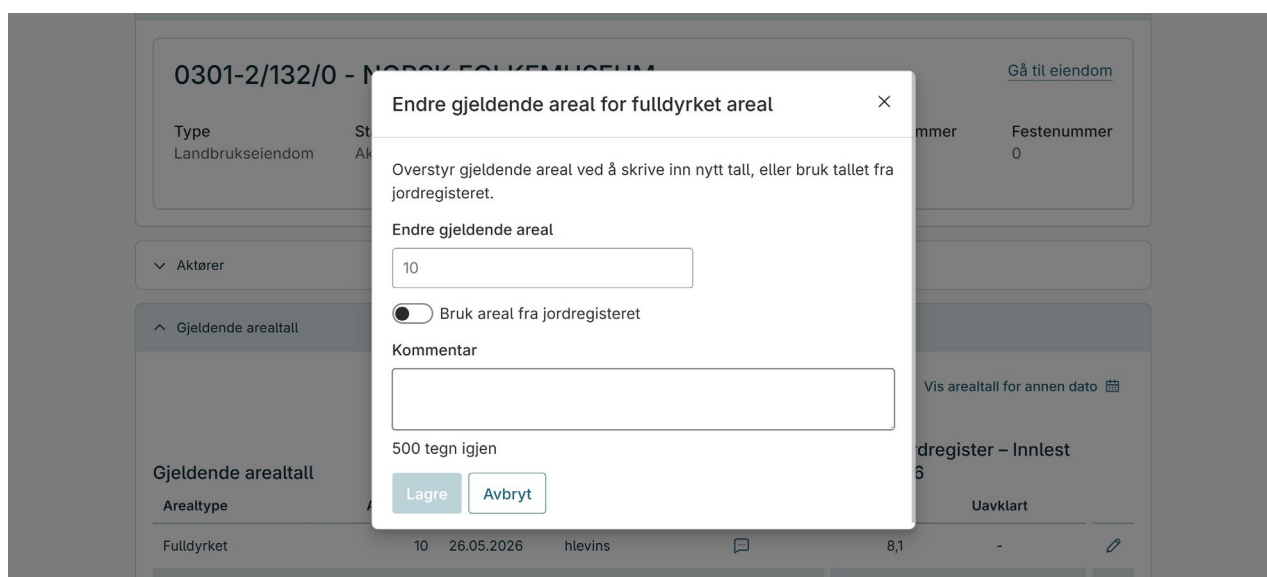 0301-2/132/0 - NORSK FOLKEMUSEUM
Gå til eiendom
Endre gjeldende areal for fulldyrket areal
Type
Landbrukseiendom
Festenummer
0
Overstyr gjeldende areal ved å skrive inn nytt tall, eller bruk tallet fra
jordregisteret.
Endre gjeldende areal
10
Aktører
Bruk areal fra jordregisteret
Gjeldende arealtall
Kommentar
Vis arealtall for annen dato
500 tegn igjen
Gjeldende arealtall
– Innlest
Lagre
Avbryt
Arealtype
Uavklart
Fulldyrket 10 26.05.2026 hlevins 8,1 -